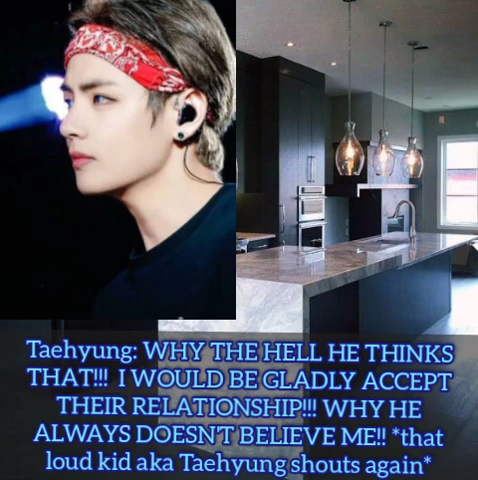 Taehyung: WHY THE HELL HE THINKS
THAT!!! I WOULD BE GLADLY ACCEPT
THEIR RELATIONSHIP!!! WHY HE
ALWAYS DOESN'T BELIEVE ME!! *that
loud kid aka Taehyung shouts again*